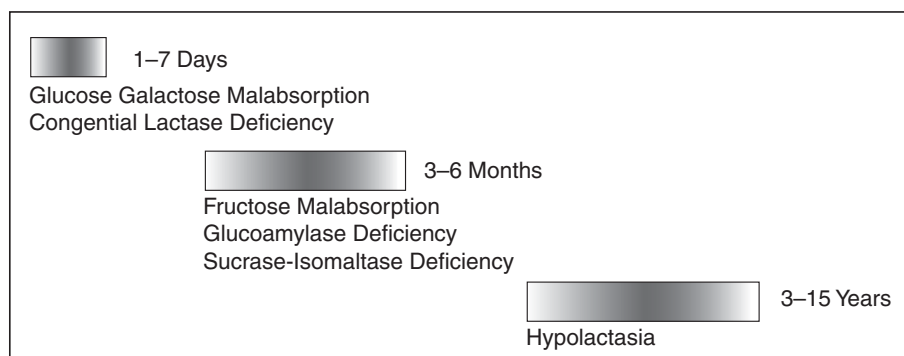 1–7 Days
Glucose Galactose Malabsorption
Congential Lactase Deficiency
3–6 Months
Fructose Malabsorption
Glucoamylase Deficiency
Sucrase-Isomaltase Deficiency
3–15 Years
Hypolactasia